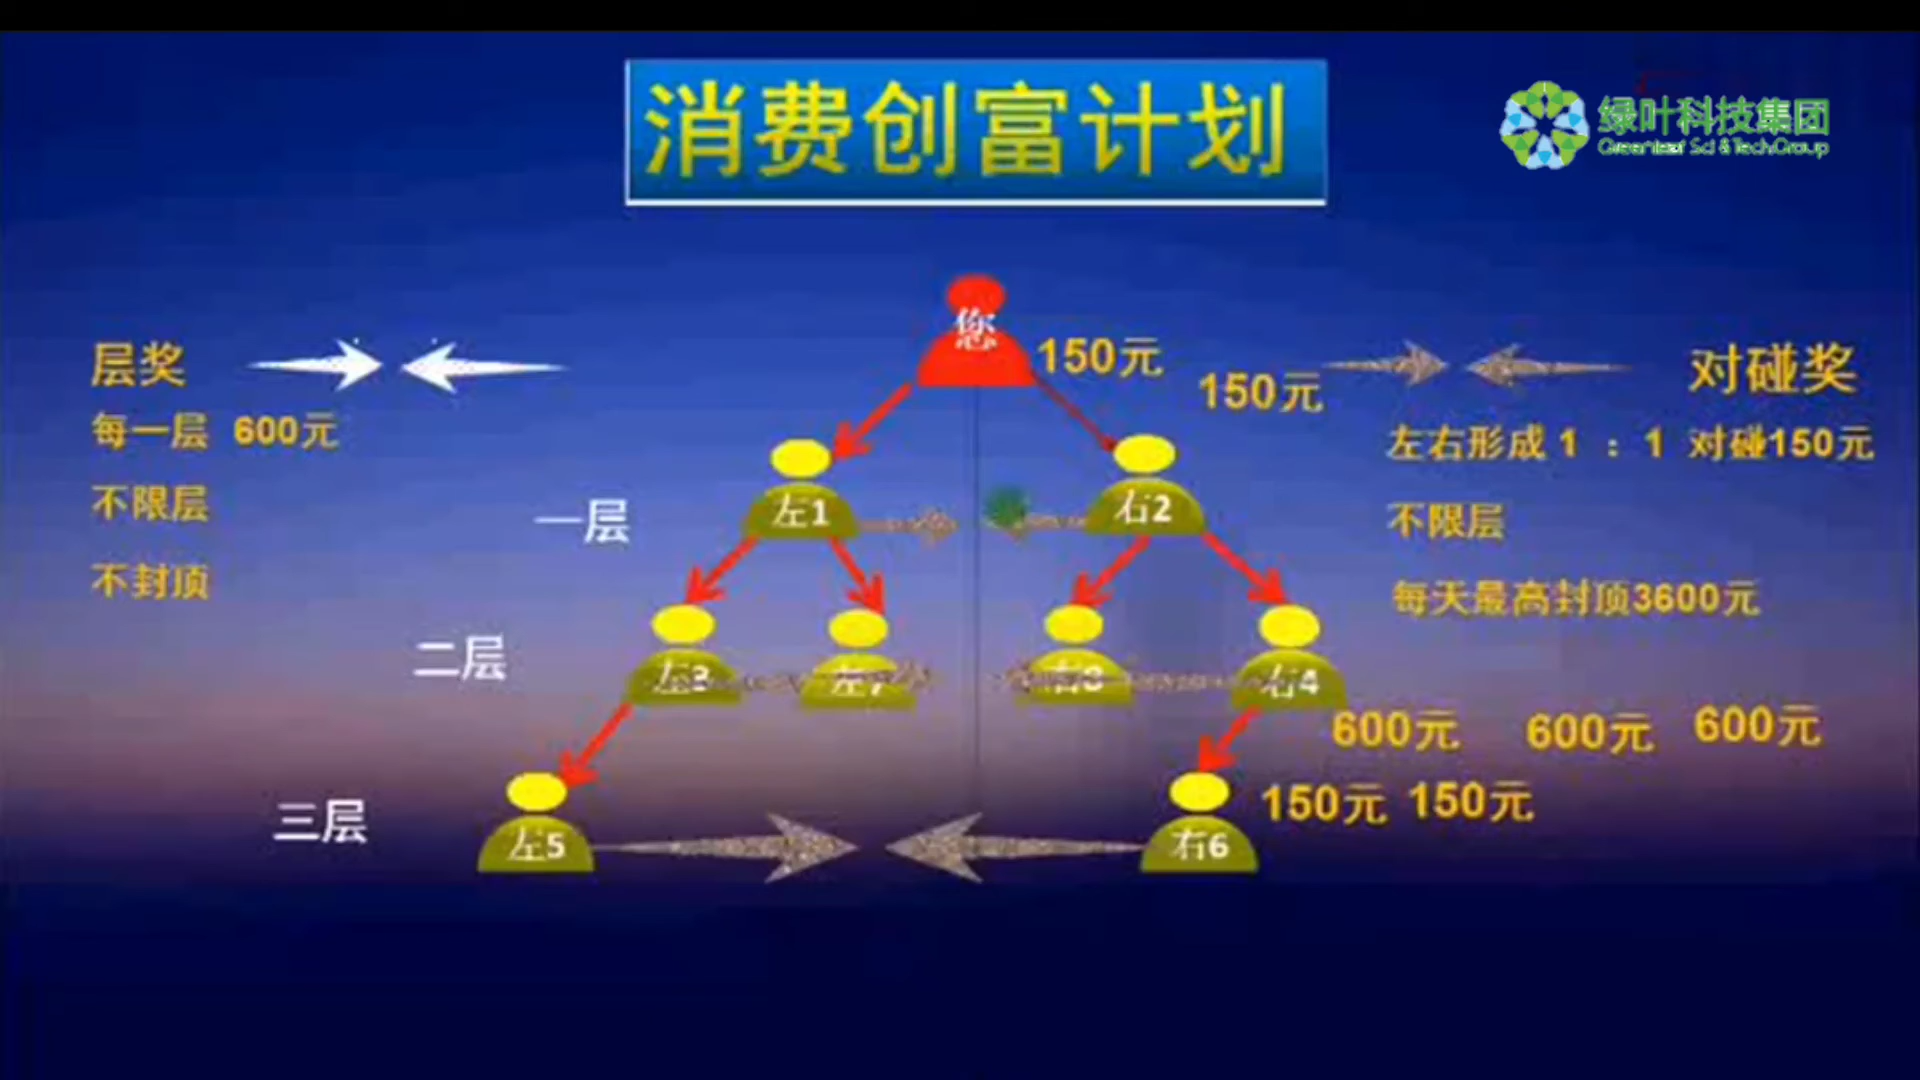 消费创富计划
绿叶科技集团
Greenleaf Sci & Tech Group
您
150元
150元
层奖
每一层 600元
不限层
不封顶
对碰奖
左右形成 1 : 1 对碰150元
不限层
每天最高封顶3600元
一层
左1
右2
二层
右4
600元 600元 600元
三层
左5
右6
150元 150元